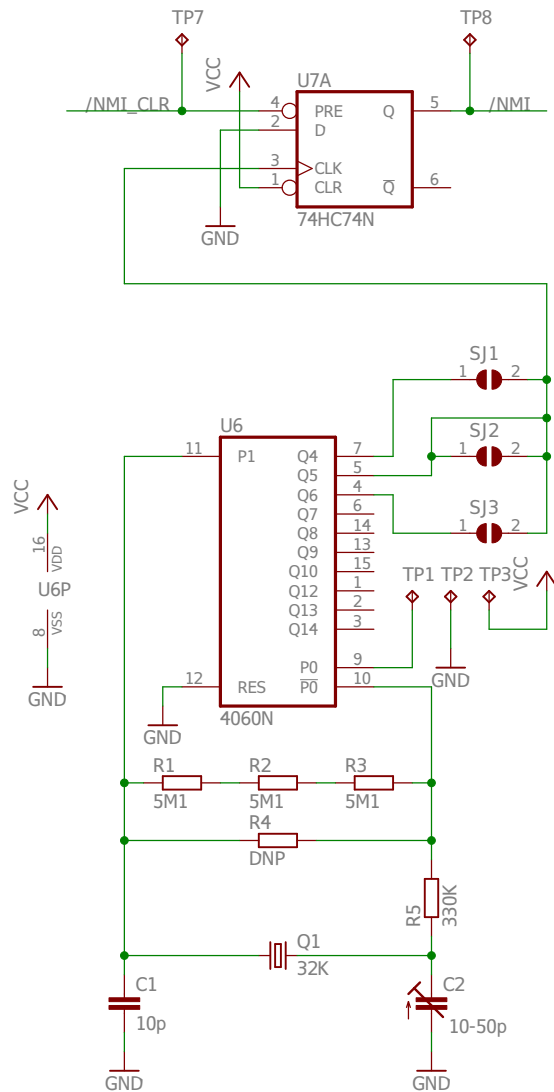 TP7 TP8
VCC U7A
/NMI_CLR 4 PRE Q 5 /NMI
2 D
3 CLK
1 CLR Q 6
74HC74N
GND
SJ1
1 2
U6
11 P1 Q4 7
SJ2
1 2
Q5 5
Q6 4
Q7 6
SJ3
1 2
Q8 14
Q9 13
Q10 15
Q12 1
Q13 2
Q14 3
VCC
16 VDD
U6P
8 VSS
GND
TP1 TP2 TP3 VCC
P0 9
12 RES P0 10
GND
GND
4060N
R1 R2 R3
5M1 5M1 5M1
R4
DNP
R5 330K
Q1
32K
C1 C2
10p 10-50p
GND GND